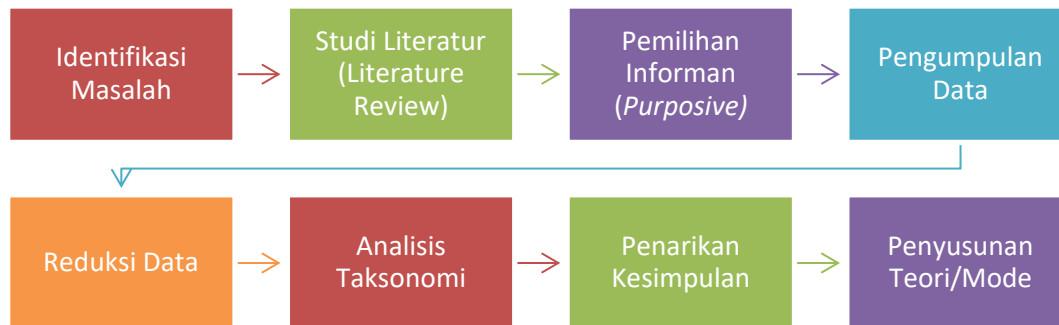 Identifikasi
Masalah
Studi Literatur
(Literature
Review)
Pemilihan
Informan
(Purposive)
Pengumpulan
Data
Reduksi Data
Analisis
Taksonomi
Penarikan
Kesimpulan
Penyusunan
Teori/Mode